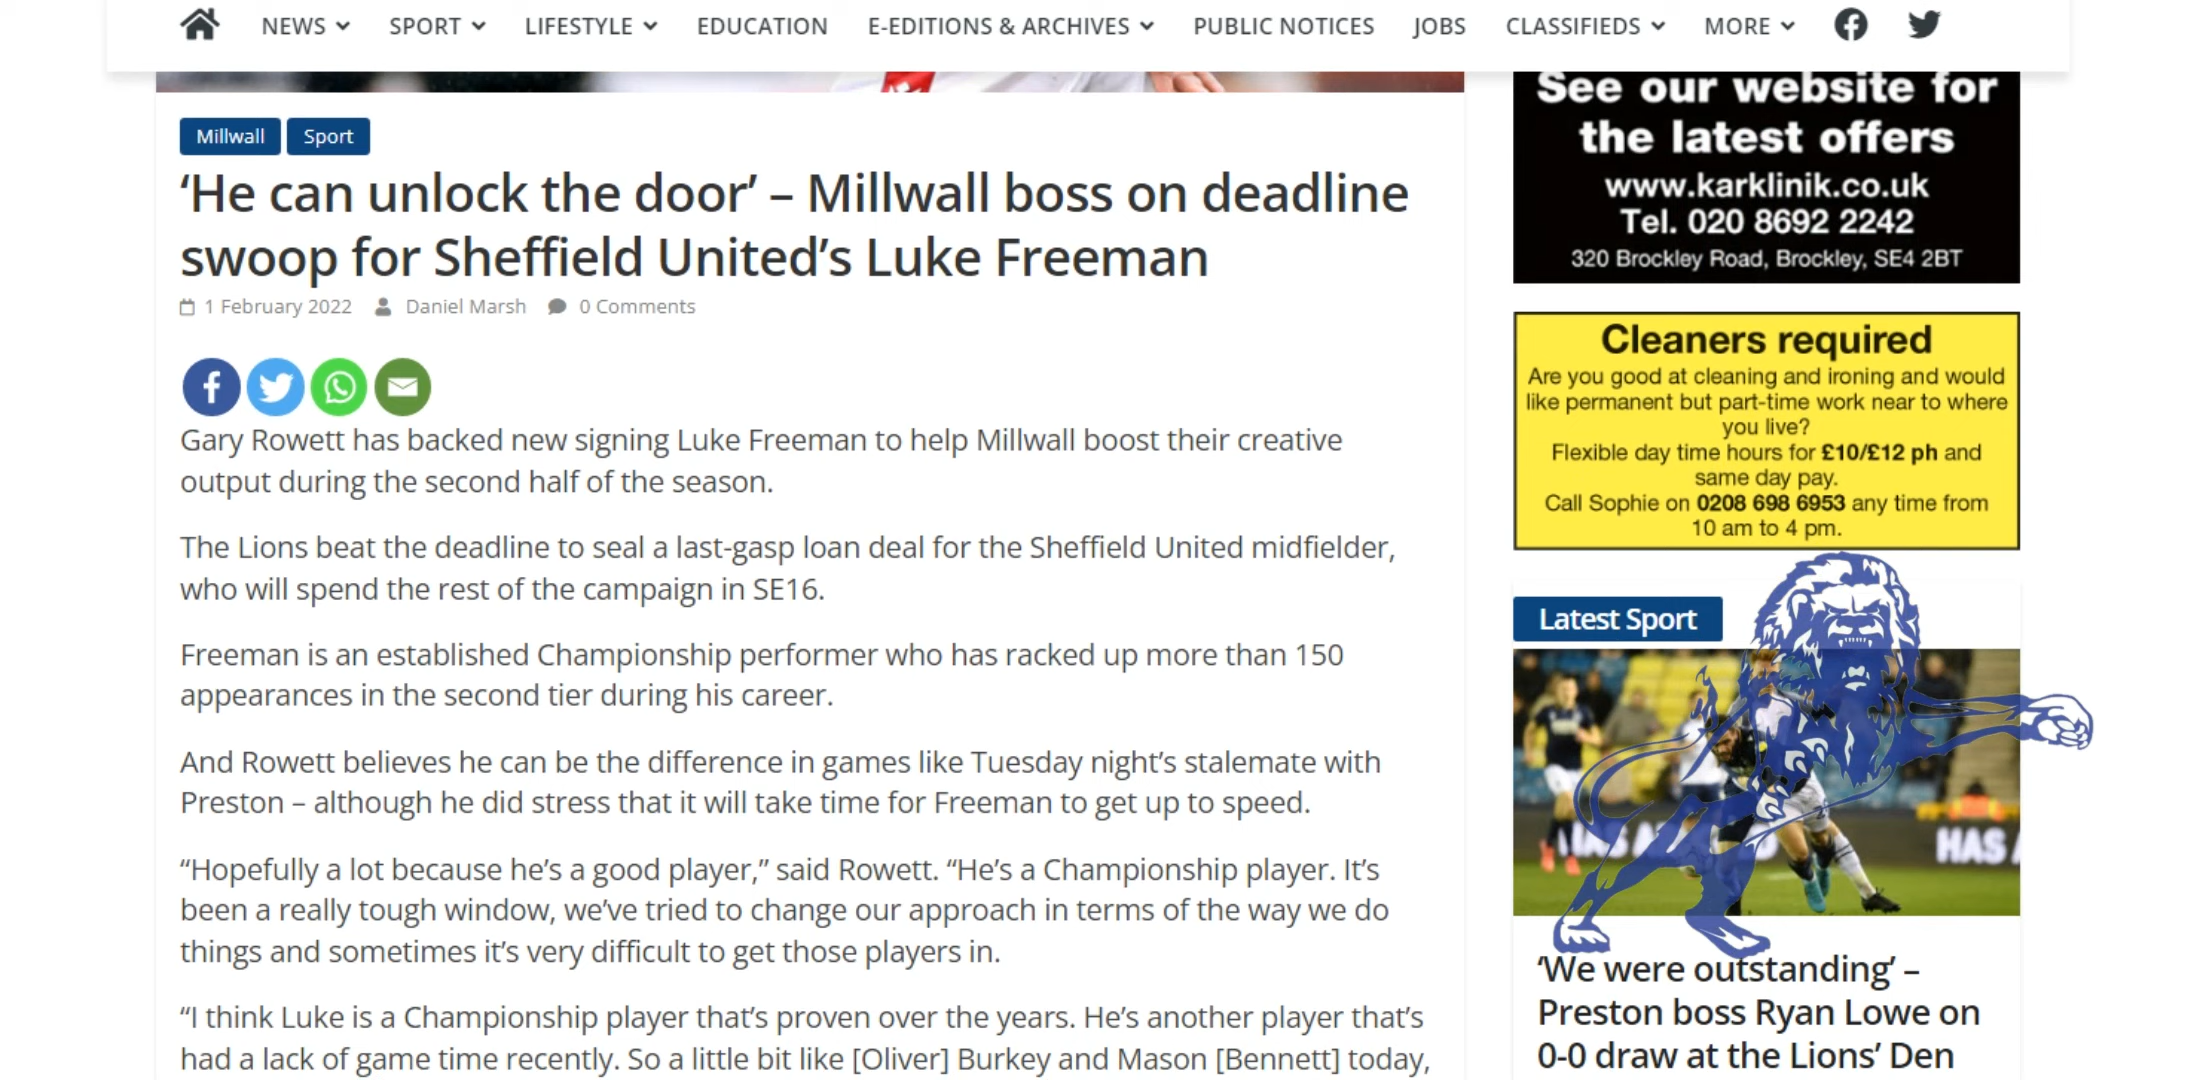 NEWS SPORT LIFESTYLE EDUCATION E-EDITIONS & ARCHIVES PUBLIC NOTICES JOBS CLASSIFIEDS MORE
Millwall Sport
‘He can unlock the door’ – Millwall boss on deadline
swoop for Sheffield United’s Luke Freeman
1 February 2022 Daniel Marsh 0 Comments
Gary Rowett has backed new signing Luke Freeman to help Millwall boost their creative
output during the second half of the season.
The Lions beat the deadline to seal a last-gasp loan deal for the Sheffield United midfielder,
who will spend the rest of the campaign in SE16.
Freeman is an established Championship performer who has racked up more than 150
appearances in the second tier during his career.
And Rowett believes he can be the difference in games like Tuesday night’s stalemate with
Preston – although he did stress that it will take time for Freeman to get up to speed.
“Hopefully a lot because he’s a good player,” said Rowett. “He’s a Championship player. It’s
been a really tough window, we’ve tried to change our approach in terms of the way we do
things and sometimes it’s very difficult to get those players in.
“I think Luke is a Championship player that’s proven over the years. He’s another player that’s
had a lack of game time recently. So a little bit like [Oliver] Burkey and Mason [Bennett] today,
See our website for
the latest offers
www.karklinik.co.uk
Tel. 020 8692 2242
320 Brockley Road, Brockley, SE4 2BT
Cleaners required
Are you good at cleaning and ironing and would
like permanent but part-time work near to where
you live?
Flexible day time hours for £10/£12 ph and
same day pay.
Call Sophie on 0208 698 6953 any time from
10 am to 4 pm.
Latest Sport
HAS
‘We were outstanding’ –
Preston boss Ryan Lowe on
0-0 draw at the Lions’ Den